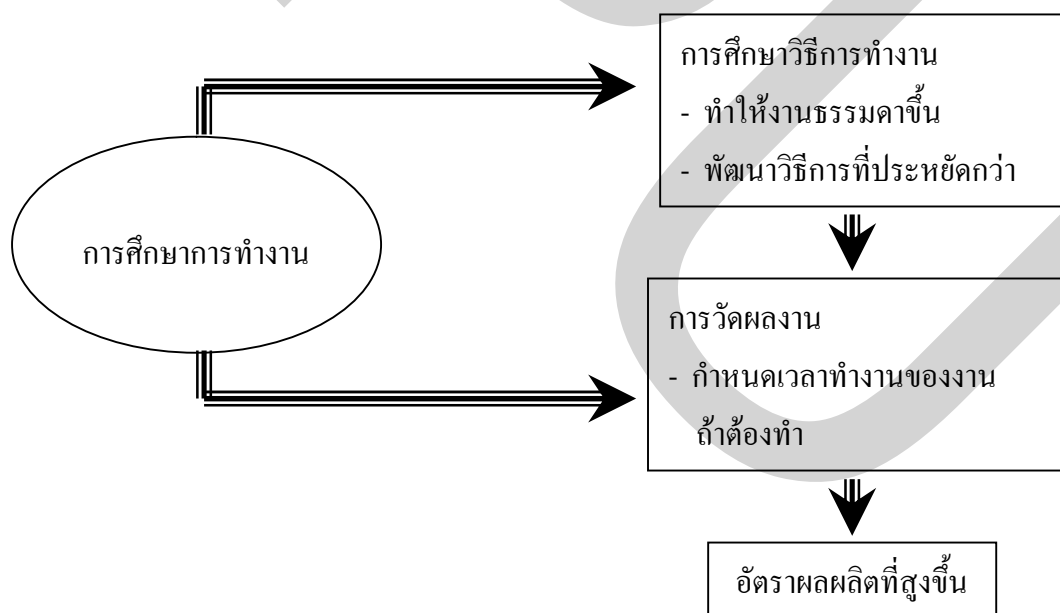 การศึกษาวิธีการทำงาน
- ทำให้งานธรรมดาขึ้น
- พัฒนาวิธีการที่ประหยัดกว่า
การศึกษาการทำงาน
การวัดผลงาน
- กำหนดเวลาทำงานของงาน
ถ้าต้องทำ
อัตราผลผลิตที่สูงขึ้น